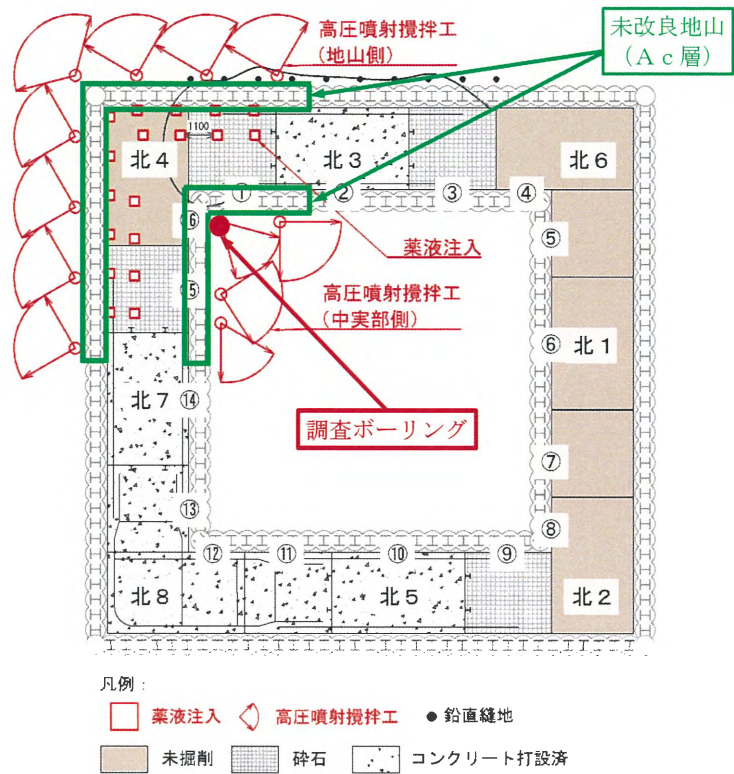 高圧噴射攪拌工
(地山側)
未改良地山
(Ac層)
1100
北4
北3
北6
①
②
③
④
⑯
⑤
薬液注入
⑮
高圧噴射攪拌工
(中実部側)
⑥
北1
北7
⑭
調査ボーリング
⑦
⑬
⑧
⑫
⑪
⑩
⑨
北8
北5
北2
凡例:
薬液注入
高圧噴射攪拌工
鉛直縫地
未掘削
砕石
コンクリート打設済